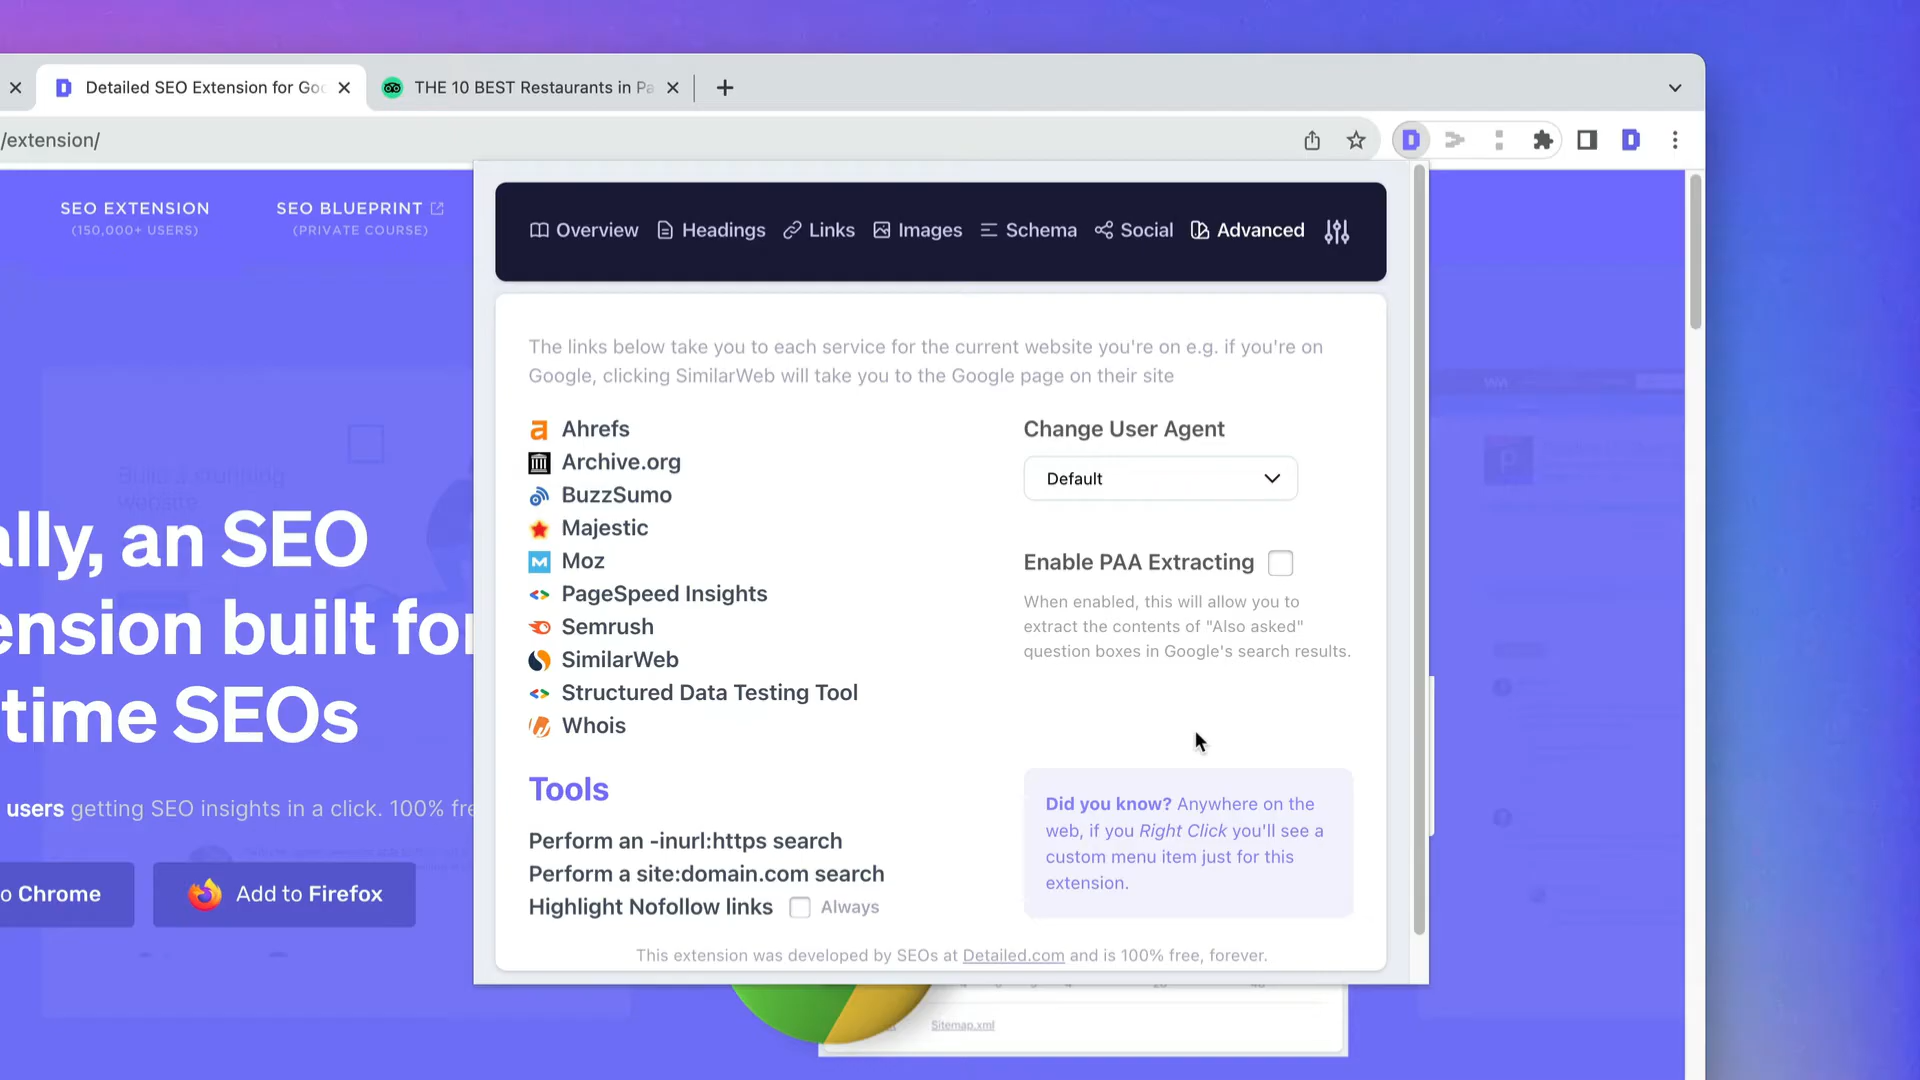 Detailed SEO Extension for Goo
THE 10 BEST Restaurants in Pa
/extension/
SEO EXTENSION
(150,000+ USERS)
SEO BLUEPRINT
(PRIVATE COURSE)
Overview
Headings
Links
Images
Schema
Social
Advanced
The links below take you to each service for the current website you're on e.g. if you're on
Google, clicking SimilarWeb will take you to the Google page on their site
Ahrefs
Archive.org
BuzzSumo
Majestic
Moz
PageSpeed Insights
Semrush
SimilarWeb
Structured Data Testing Tool
Whois
Change User Agent
Default
Enable PAA Extracting
When enabled, this will allow you to
extract the contents of "Also asked"
question boxes in Google's search results.
Tools
Perform an -inurl:https search
Perform a site:domain.com search
Highlight Nofollow links
Always
Did you know? Anywhere on the
web, if you Right Click you'll see a
custom menu item just for this
extension.
This extension was developed by SEOs at Detailed.com and is 100% free, forever.
ally, an SEO
ension built for
time SEOs
users getting SEO insights in a click. 100% fre
o Chrome
Add to Firefox
Sitemap.xml